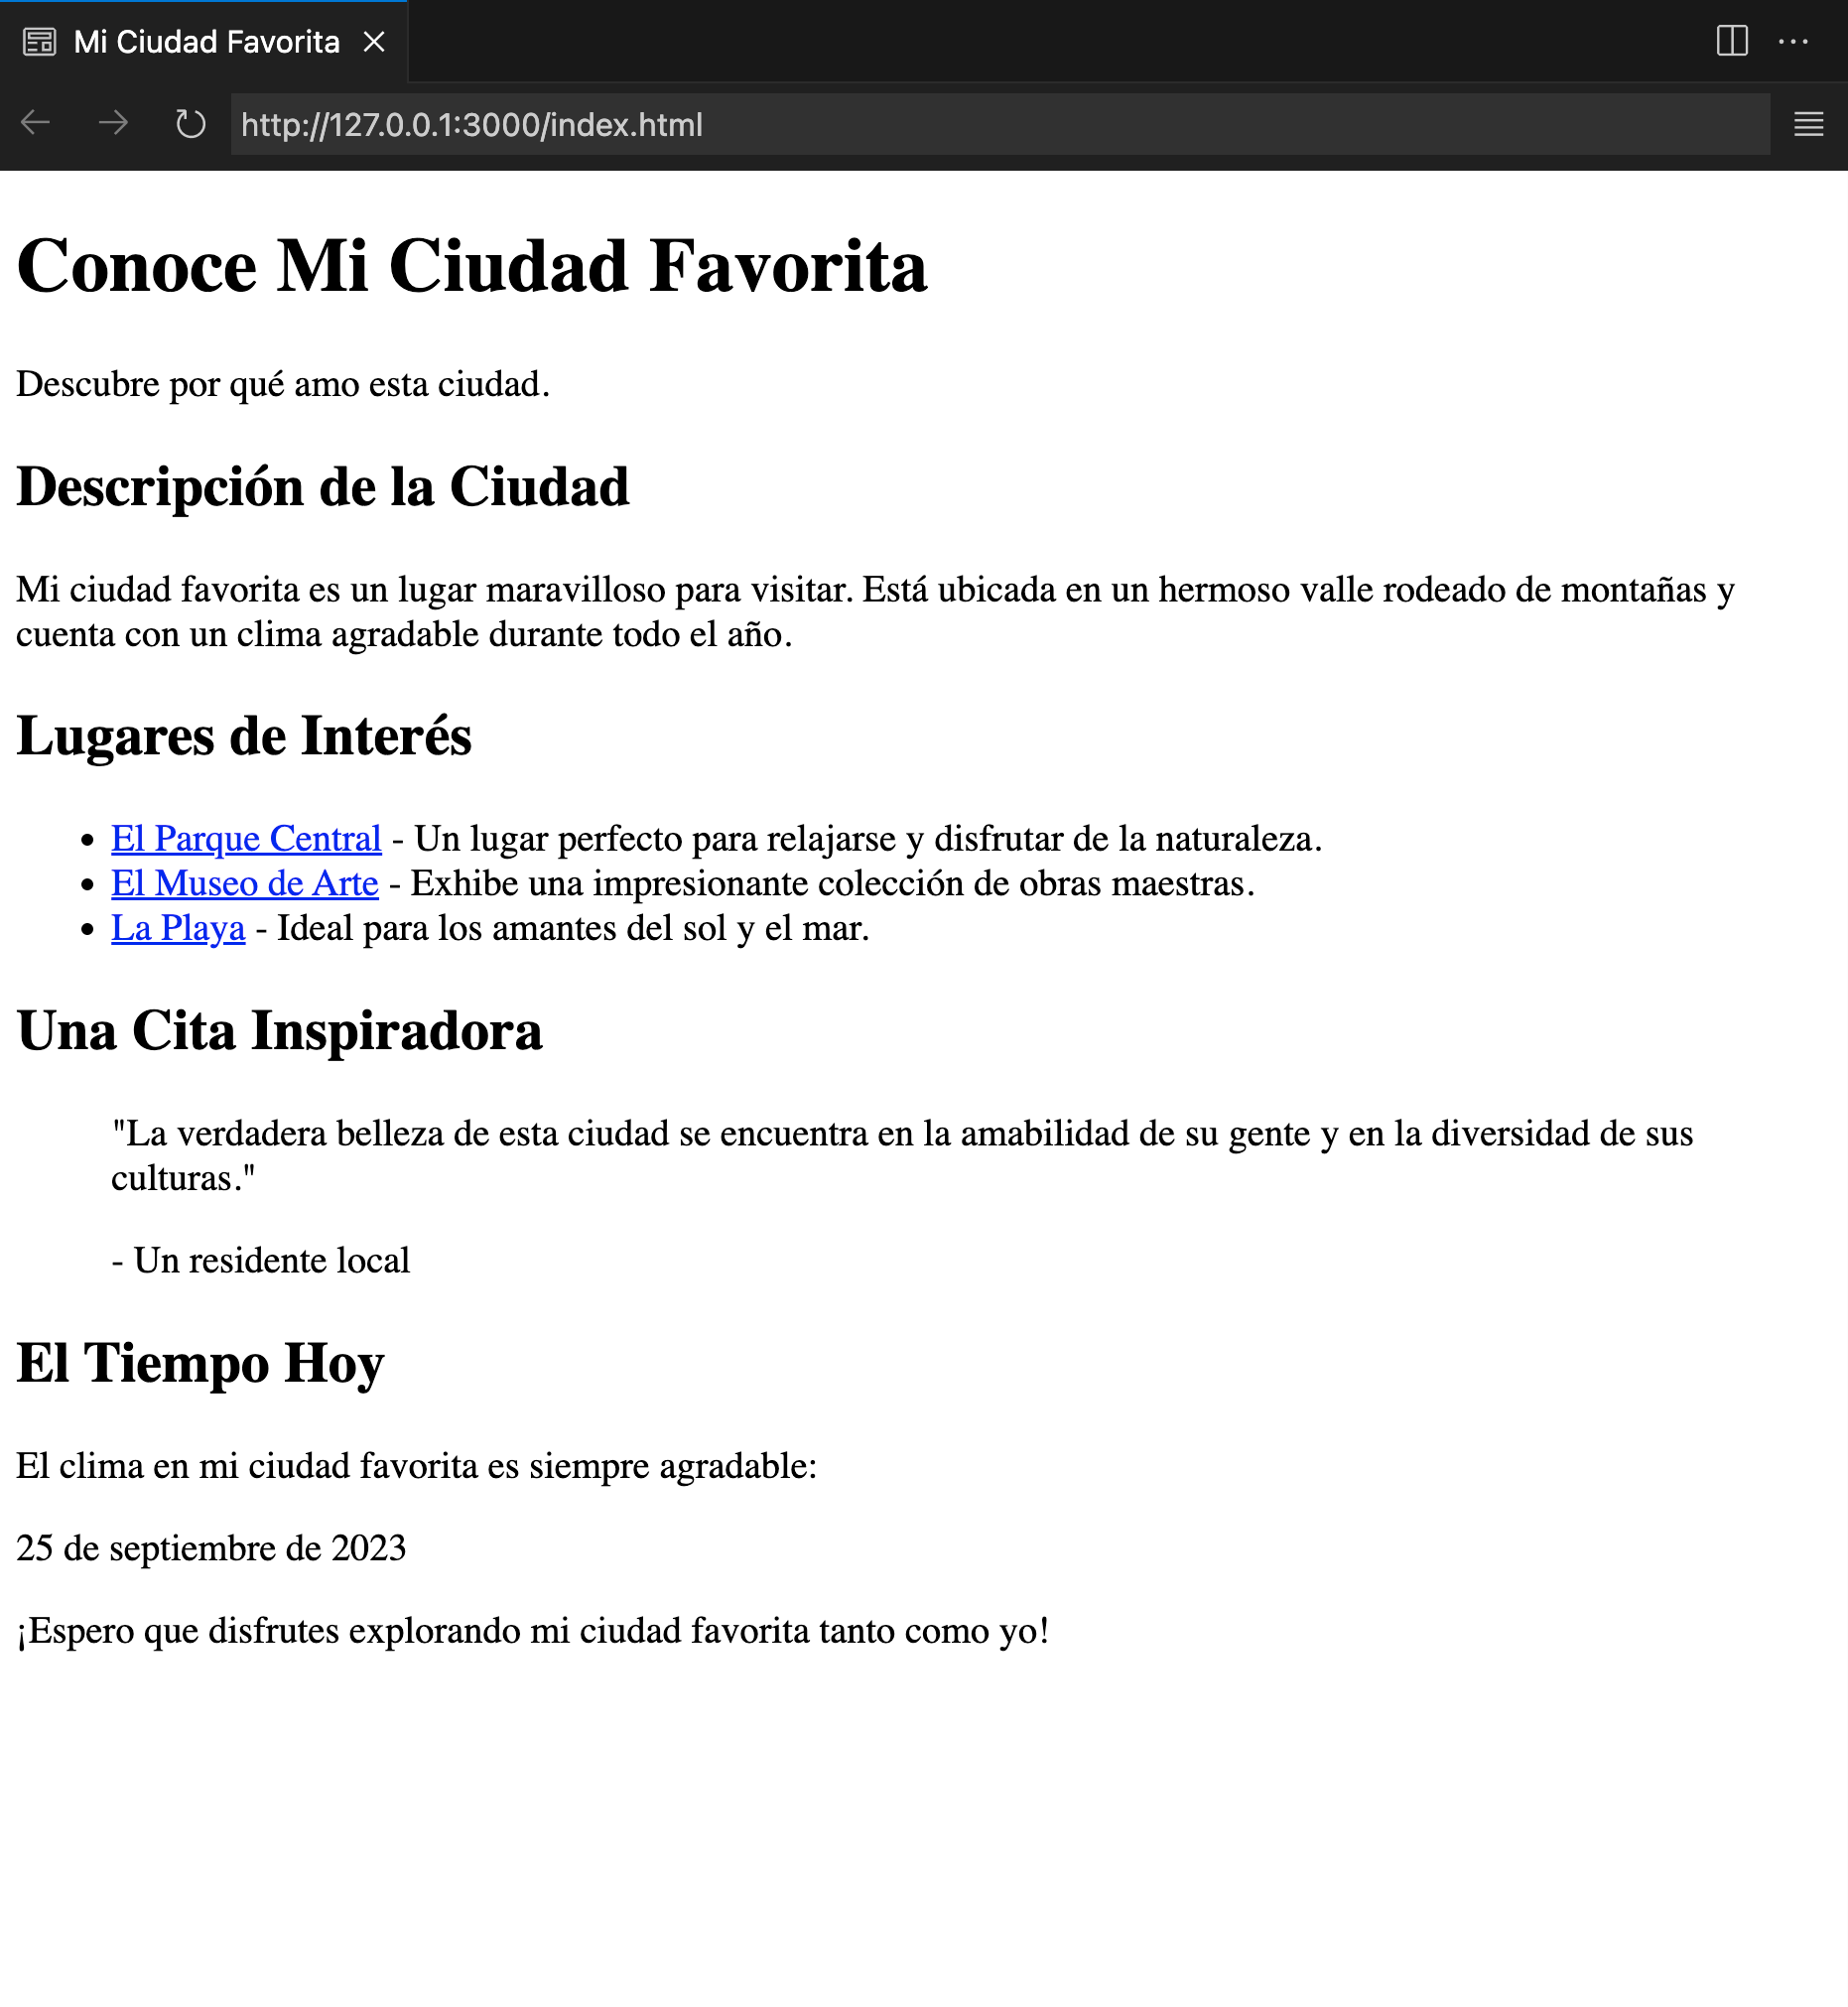 Mi Ciudad Favorita
http://127.0.0.1:3000/index.html
Conoce Mi Ciudad Favorita
Descubre por qué amo esta ciudad.
Descripción de la Ciudad
Mi ciudad favorita es un lugar maravilloso para visitar. Está ubicada en un hermoso valle rodeado de montañas y
cuenta con un clima agradable durante todo el año.
Lugares de Interés
• El Parque Central - Un lugar perfecto para relajarse y disfrutar de la naturaleza.
• El Museo de Arte - Exhibe una impresionante colección de obras maestras.
• La Playa - Ideal para los amantes del sol y el mar.
Una Cita Inspiradora
"La verdadera belleza de esta ciudad se encuentra en la amabilidad de su gente y en la diversidad de sus
culturas."
- Un residente local
El Tiempo Hoy
El clima en mi ciudad favorita es siempre agradable:
25 de septiembre de 2023
¡Espero que disfrutes explorando mi ciudad favorita tanto como yo!